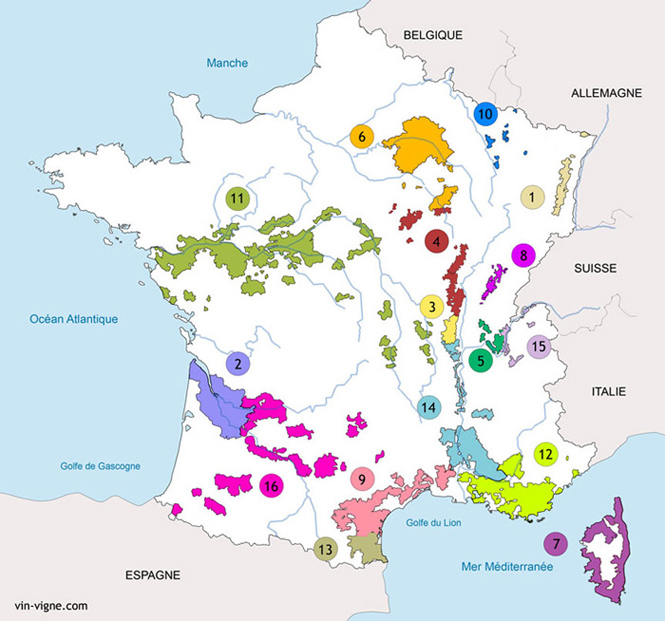 BELGIQUE
Manche
ALLEMAGNE
10
6
1
11
4
8
SUISSE
3
Océan Atlantique
15
2
5
ITALIE
14
12
Golfe de Gascogne
9
16
Golfe du Lion
7
13
Mer Méditerranée
ESPAGNE
vin-vigne.com